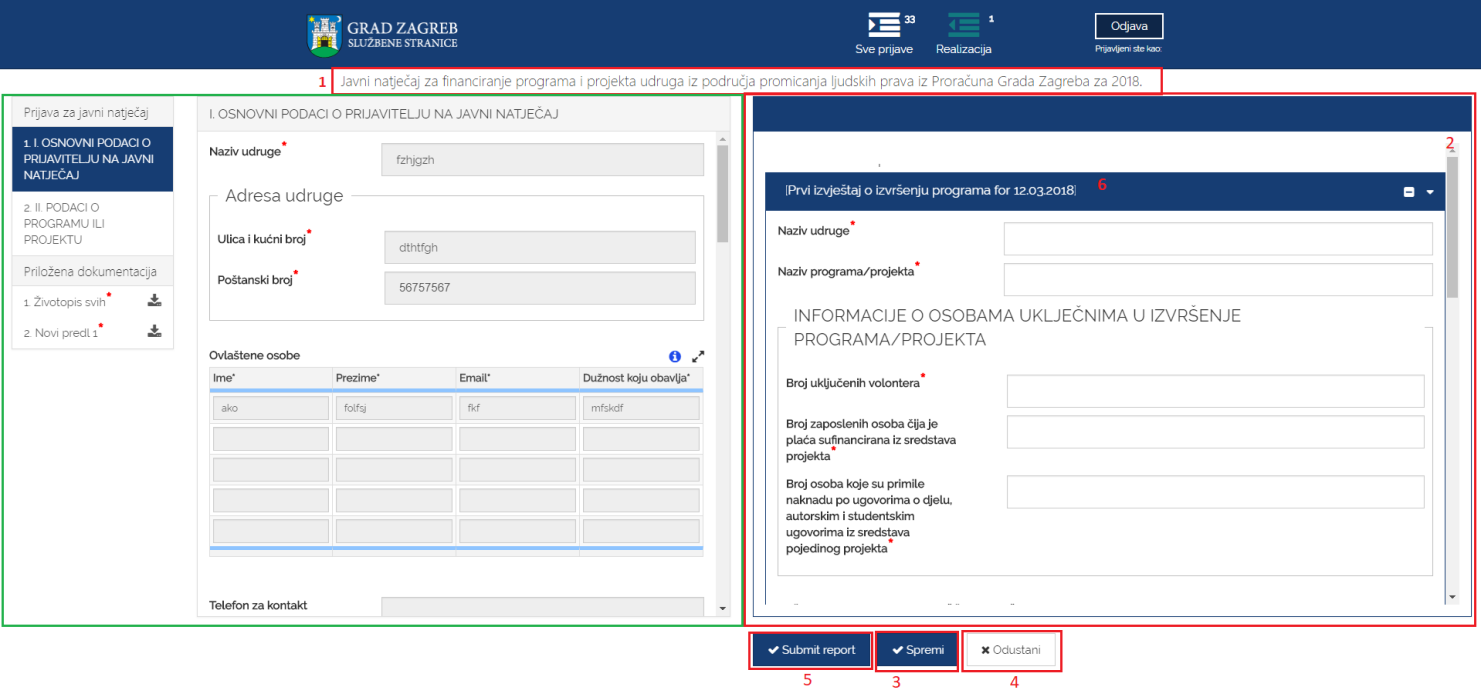 GRAD ZAGREB
SLUŽBENE STRANICE
33
Sve prijave
1
Realizacija
Odjava
Prijavljeni ste kao:
1
Javni natječaj za financiranje programa i projekta udruga iz područja promicanja ljudskih prava iz Proračuna Grada Zagreba za 2018.
Prijava za javni natječaj
1. I. OSNOVNI PODACI O
PRIJAVITELJU NA JAVNI
NATJEČAJ
2. II. PODACI O
PROGRAMU ILI
PROJEKTU
Priložena dokumentacija
1. Životopis svih*
2. Novi predl 1*
I. OSNOVNI PODACI O PRIJAVITELJU NA JAVNI NATJEČAJ
Naziv udruge*
fzhjgzh
Adresa udruge
Ulica i kućni broj*
dthtfgh
Poštanski broj*
56757567
Ovlaštene osobe
Ime* Prezime* Email* Dužnost koju obavlja*
ako folfsj fkf mfskdf
Telefon za kontakt
2
[Prvi izvještaj o izvršenju programa for 12.03.2018]
6
Naziv udruge*
Naziv programa/projekta*
INFORMACIJE O OSOBAMA UKLJEČNIMA U IZVRŠENJE
PROGRAMA/PROJEKTA
Broj uključenih volontera*
Broj zaposlenih osoba čija je
plaća sufinancirana iz sredstava
projekta*
Broj osoba koje su primile
naknadu po ugovorima o djelu,
autorskim i studentskim
ugovorima iz sredstava
pojedinog projekta*
Submit report
Spremi
Odustani
5
3
4